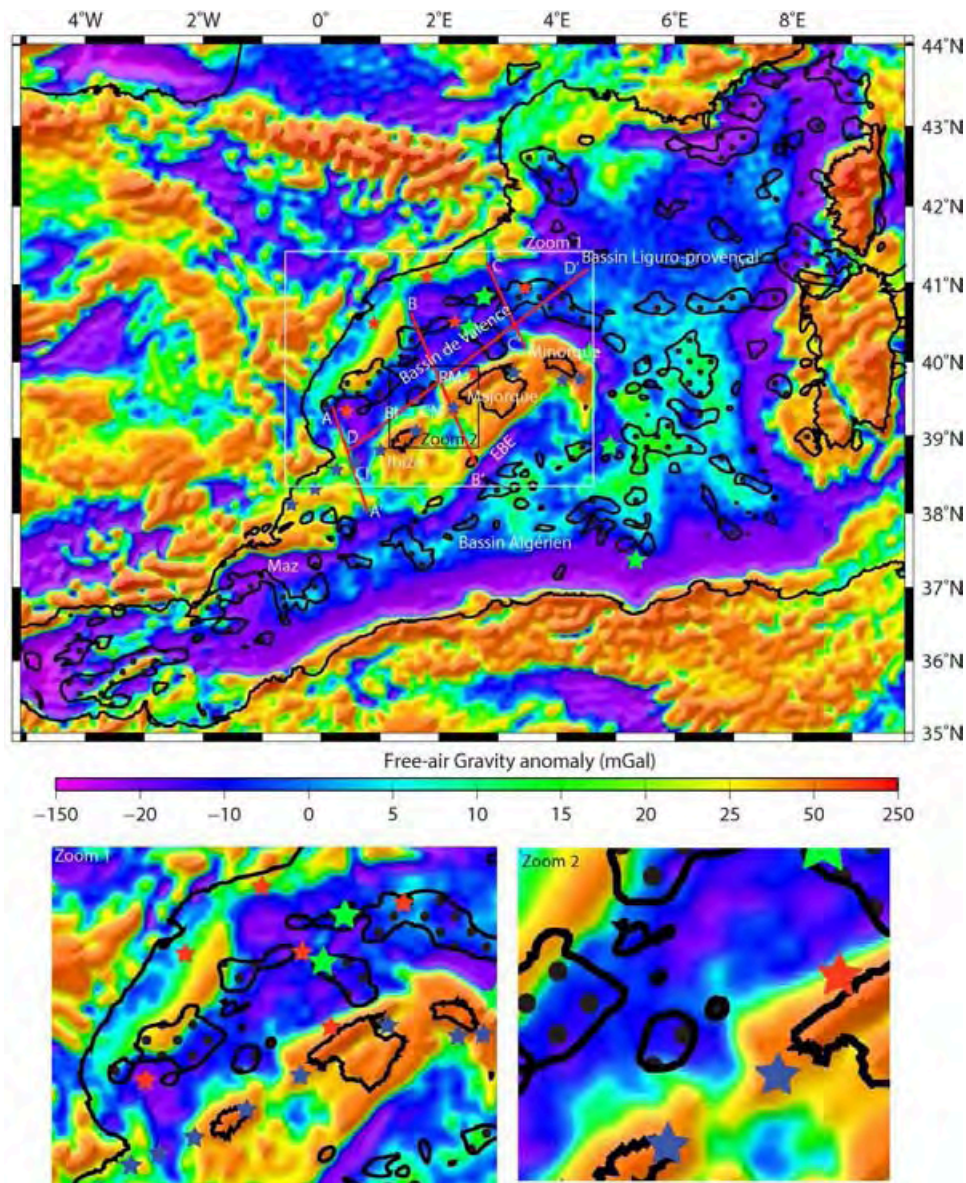 4°W 2°W 0° 2°E 4°E 6°E 8°E
44°N
43°N
42°N
Zoom 1
C D' Bassin Liguro-provençal
41°N
B
Bassin de Valence
C'
40°N
Minorque
Majorque
A
D
39°N
Zoom 2
EBE
B'
A'
38°N
Bassin Algérien
Maz
37°N
36°N
35°N
Free-air Gravity anomaly (mGal)
−150 −20 −10 0 5 10 15 20 25 50 250
Zoom 1
Zoom 2